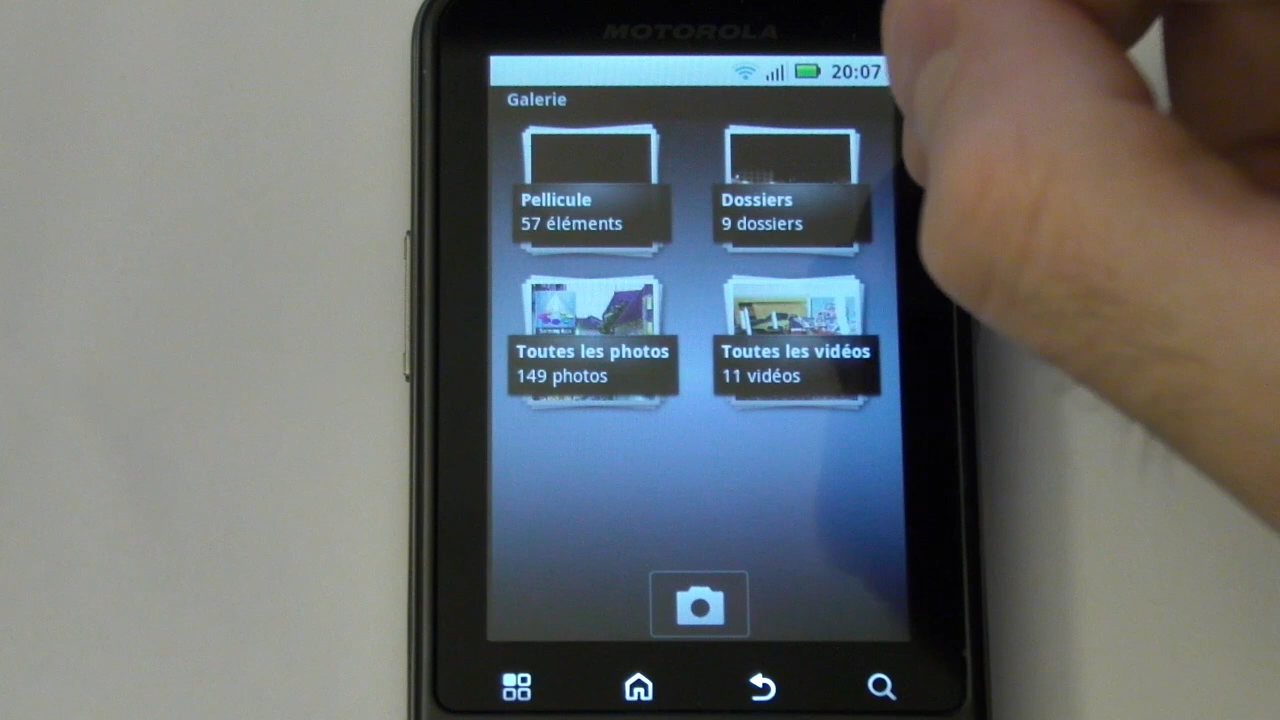 MOTOROLA
20:07
Galerie
Pellicule
57 éléments
Dossiers
9 dossiers
Toutes les photos
149 photos
Toutes les vidéos
11 vidéos